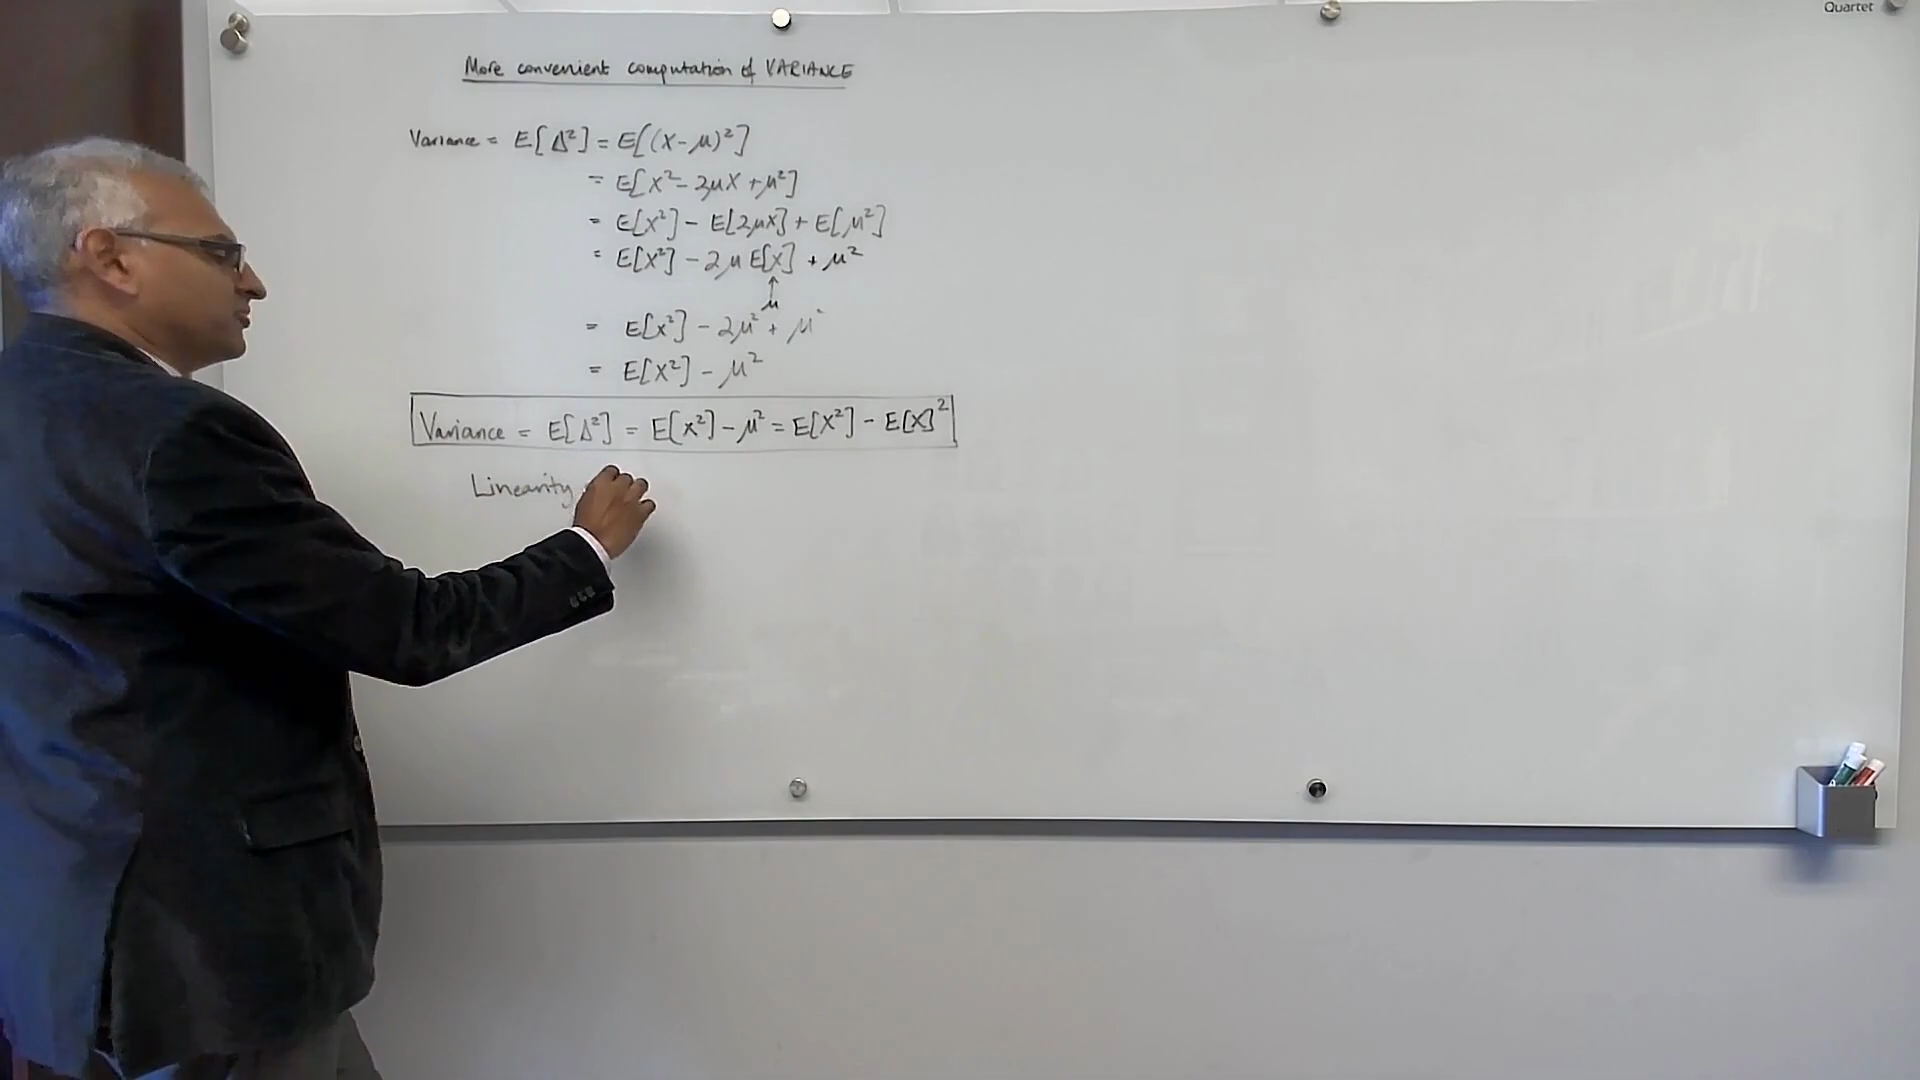 Quartet
More convenient computation of VARIANCE
Variance = E[Δ²] = E[(X-μ)²]
= E[X² - 2μX + μ²]
= E[X²] - E[2μX] + E[μ²]
= E[X²] - 2μ E[X] + μ²
↑
μ
= E[X²] - 2μ² + μ²
= E[X²] - μ²
Variance = E[Δ²] = E[X²] - μ² = E[X²] - E[X]²
Linearity